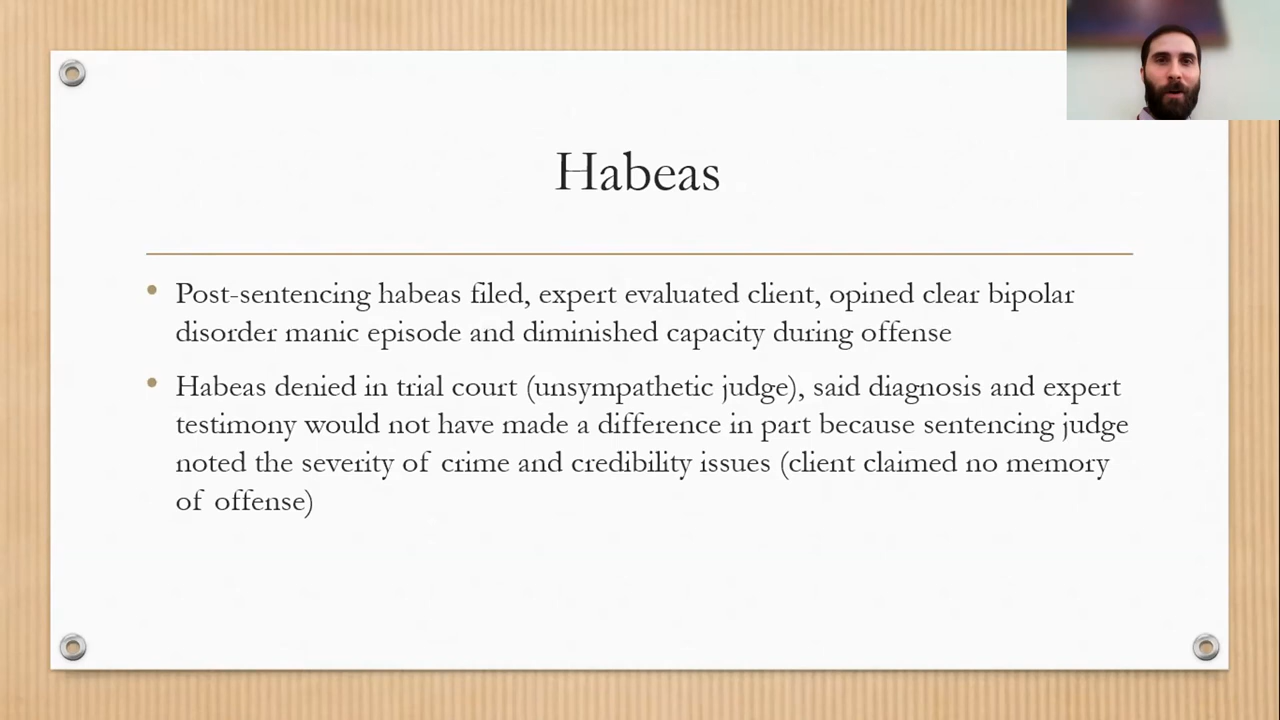 Habeas
• Post-sentencing habeas filed, expert evaluated client, opined clear bipolar
disorder manic episode and diminished capacity during offense
• Habeas denied in trial court (unsympathetic judge), said diagnosis and expert
testimony would not have made a difference in part because sentencing judge
noted the severity of crime and credibility issues (client claimed no memory
of offense)